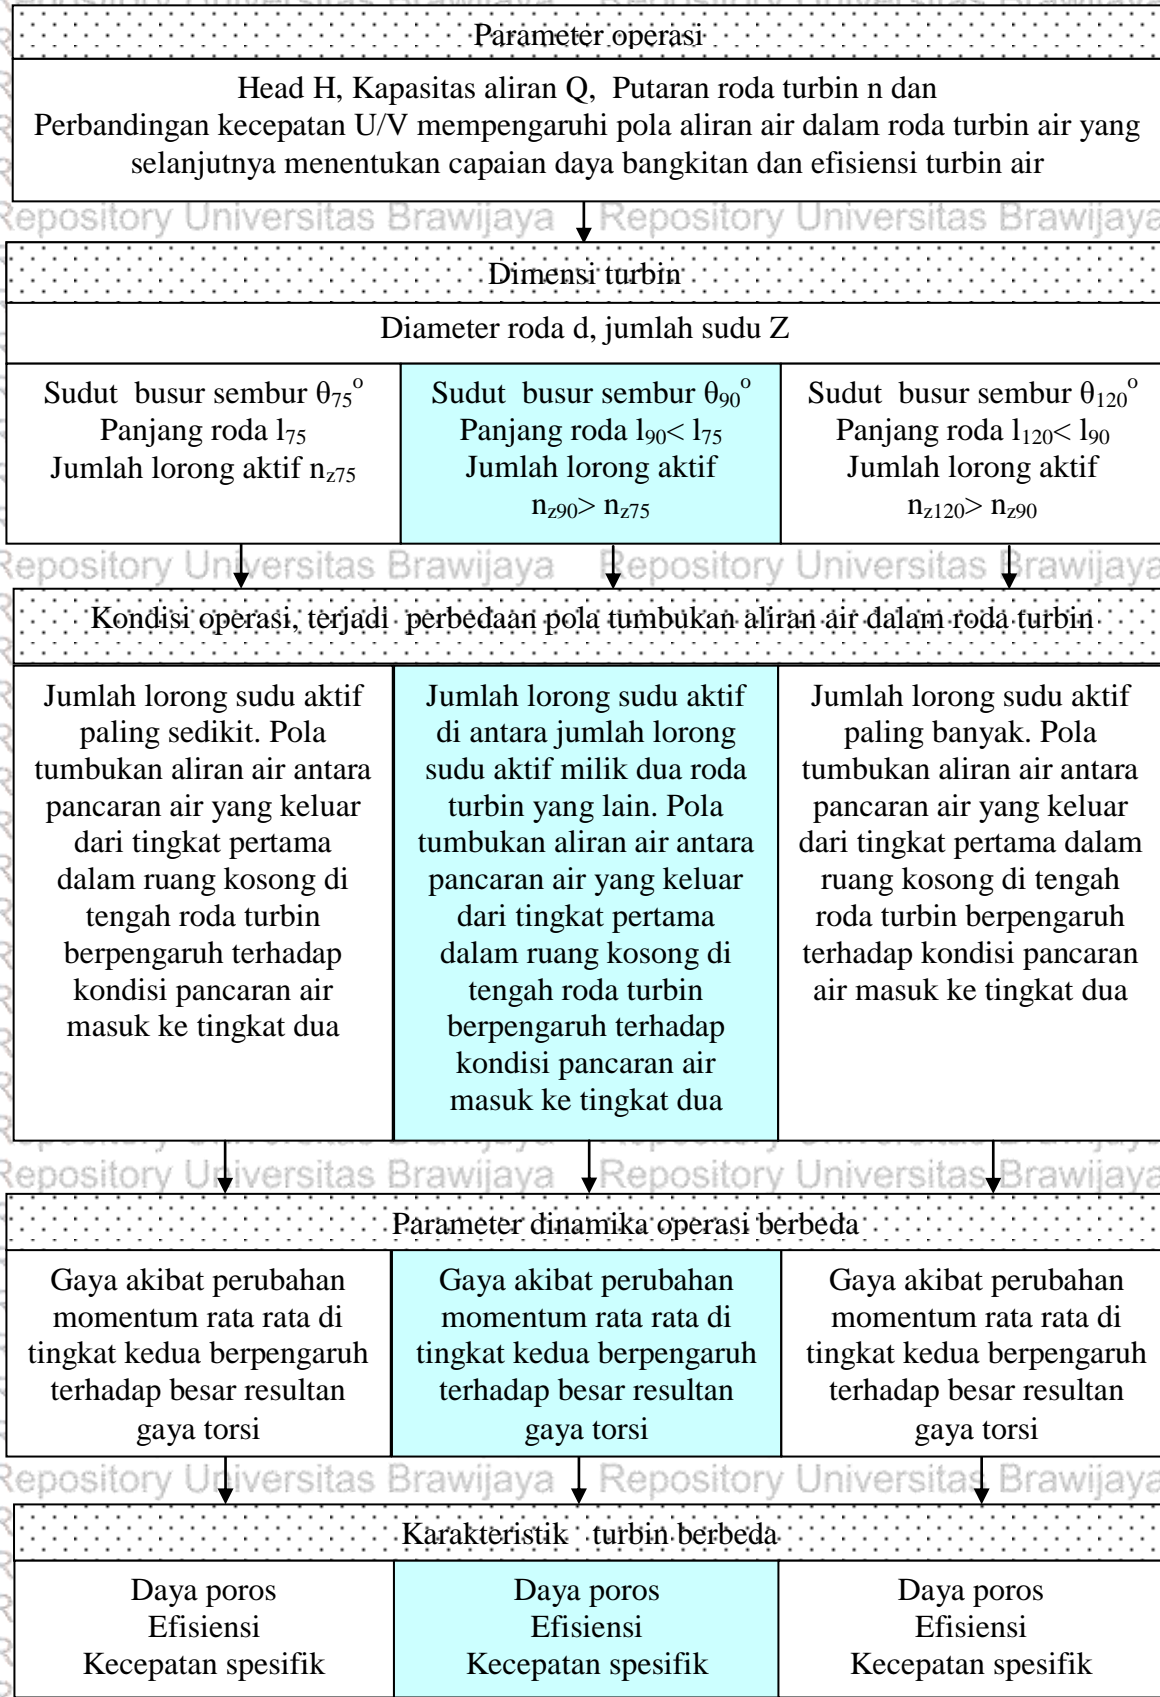 Parameter operasi
Head H, Kapasitas aliran Q, Putaran roda turbin n dan
Perbandingan kecepatan U/V mempengaruhi pola aliran air dalam roda turbin air yang
selanjutnya menentukan capaian daya bangkitan dan efisiensi turbin air
Repository Universitas Brawijaya Repository Universitas Brawijaya
Dimensi turbin
Diameter roda d, jumlah sudu Z
Sudut busur sembur θ75°
Panjang roda l75
Jumlah lorong aktif nz75
Sudut busur sembur θ90°
Panjang roda l90< l75
Jumlah lorong aktif
nz90> nz75
Sudut busur sembur θ120°
Panjang roda l120< l90
Jumlah lorong aktif
nz120> nz90
Repository Universitas Brawijaya Repository Universitas Brawijaya
Kondisi operasi, terjadi perbedaan pola tumbukan aliran air dalam roda turbin
Jumlah lorong sudu aktif
paling sedikit. Pola
tumbukan aliran air antara
pancaran air yang keluar
dari tingkat pertama
dalam ruang kosong di
tengah roda turbin
berpengaruh terhadap
kondisi pancaran air
masuk ke tingkat dua
Jumlah lorong sudu aktif
di antara jumlah lorong
sudu aktif milik dua roda
turbin yang lain. Pola
tumbukan aliran air antara
pancaran air yang keluar
dari tingkat pertama
dalam ruang kosong di
tengah roda turbin
berpengaruh terhadap
kondisi pancaran air
masuk ke tingkat dua
Jumlah lorong sudu aktif
paling banyak. Pola
tumbukan aliran air antara
pancaran air yang keluar
dari tingkat pertama dalam
ruang kosong di tengah
roda turbin berpengaruh
terhadap kondisi pancaran
air masuk ke tingkat dua
Repository Universitas Brawijaya Repository Universitas Brawijaya
Parameter dinamika operasi berbeda
Gaya akibat perubahan
momentum rata rata di
tingkat kedua berpengaruh
terhadap besar resultan
gaya torsi
Gaya akibat perubahan
momentum rata rata di
tingkat kedua berpengaruh
terhadap besar resultan
gaya torsi
Gaya akibat perubahan
momentum rata rata di
tingkat kedua berpengaruh
terhadap besar resultan
gaya torsi
Repository Universitas Brawijaya Repository Universitas Brawijaya
Karakteristik turbin berbeda
Daya poros
Efisiensi
Kecepatan spesifik
Daya poros
Efisiensi
Kecepatan spesifik
Daya poros
Efisiensi
Kecepatan spesifik